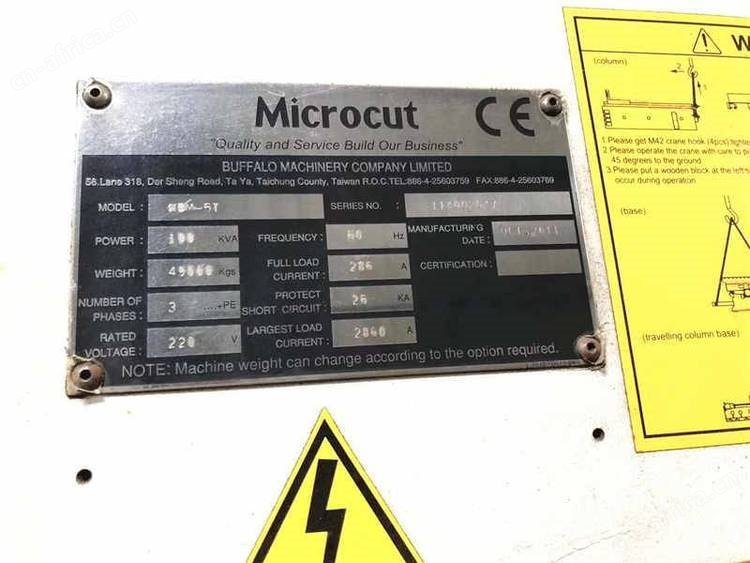 Microcut CE
"Quality and Service Build Our Business"
BUFFALO MACHINERY COMPANY LIMITED
56.Lane 318, Der Sheng Road, Ta Ya, Taichung County, Taiwan R.O.C.TEL:886-4-25603759 FAX:886-4-25603769
MODEL :
SERIES NO. :
POWER : 100 KVA
FREQUENCY : 60 Hz
MANUFACTURING DATE :
WEIGHT : Kgs
FULL LOAD CURRENT : 286 A
CERTIFICATION :
NUMBER OF PHASES : 3 ....+PE
PROTECT SHORT CIRCUIT : KA
RATED VOLTAGE : 220 V
LARGEST LOAD CURRENT : A
NOTE: Machine weight can change according to the option required.
W
(column)
1.Please get M42 crane hook (4pcs)
2.Please operate the crane with care to
45 degrees to the ground
3.Please put a wooden block at the left
occur during operation
(base)
(travelling column base)
cn-africa.cn